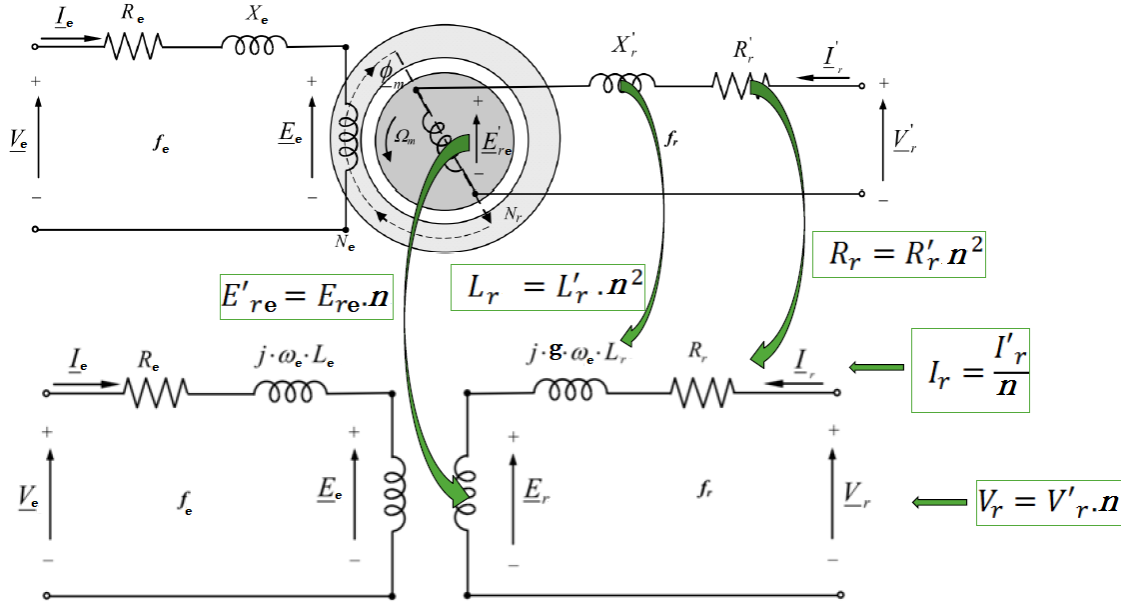 I_e R_e X_e
X'_r R'_r I'_r
ϕ_m
+ + + +
V_e f_e E_e Ω_m E'_re f_r V'_r
− − − −
N_e N_r
E'_re = E_re.n
L_r = L'_r . n²
R_r = R'_r. n²
I_e R_e j·ω_e·L_e
j·g·ω_e·L_r R_r I_r
I_r = I'_r / n
+ + + +
V_e f_e E_e E_r f_r V_r
V_r = V'_r.n
− − − −